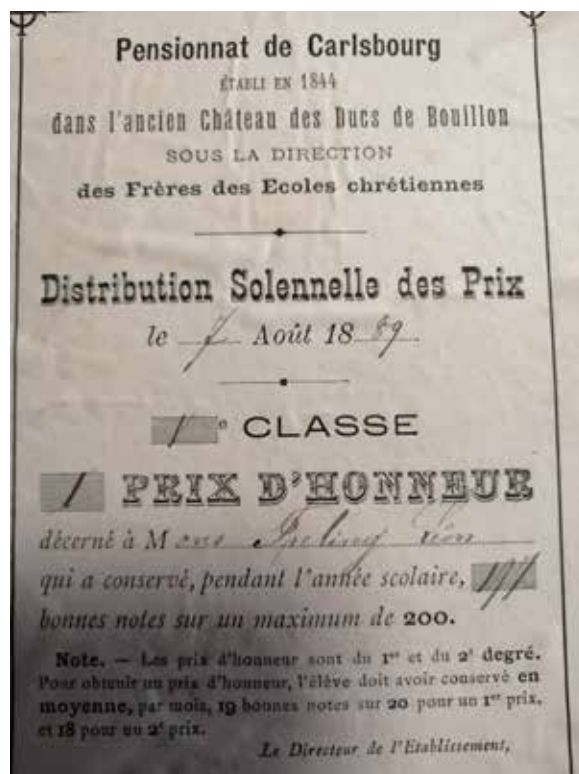 Pensionnat de Carlsbourg
ÉTABLI EN 1844
dans l'ancien Château des Ducs de Bouillon
SOUS LA DIRECTION
des Frères des Ecoles chrétiennes
Distribution Solennelle des Prix
le 7 Août 1889
1e CLASSE
1 PRIX D'HONNEUR
décerné à Mons Léon
qui a conservé, pendant l'année scolaire, 197
bonnes notes sur un maximum de 200.
Note. — Les prix d'honneur sont du 1er et du 2e degré.
Pour obtenir un prix d'honneur, l'élève doit avoir conservé en
moyenne, par mois, 19 bonnes notes sur 20 pour un 1er prix,
et 18 pour un 2e prix.
Le Directeur de l'Etablissement,